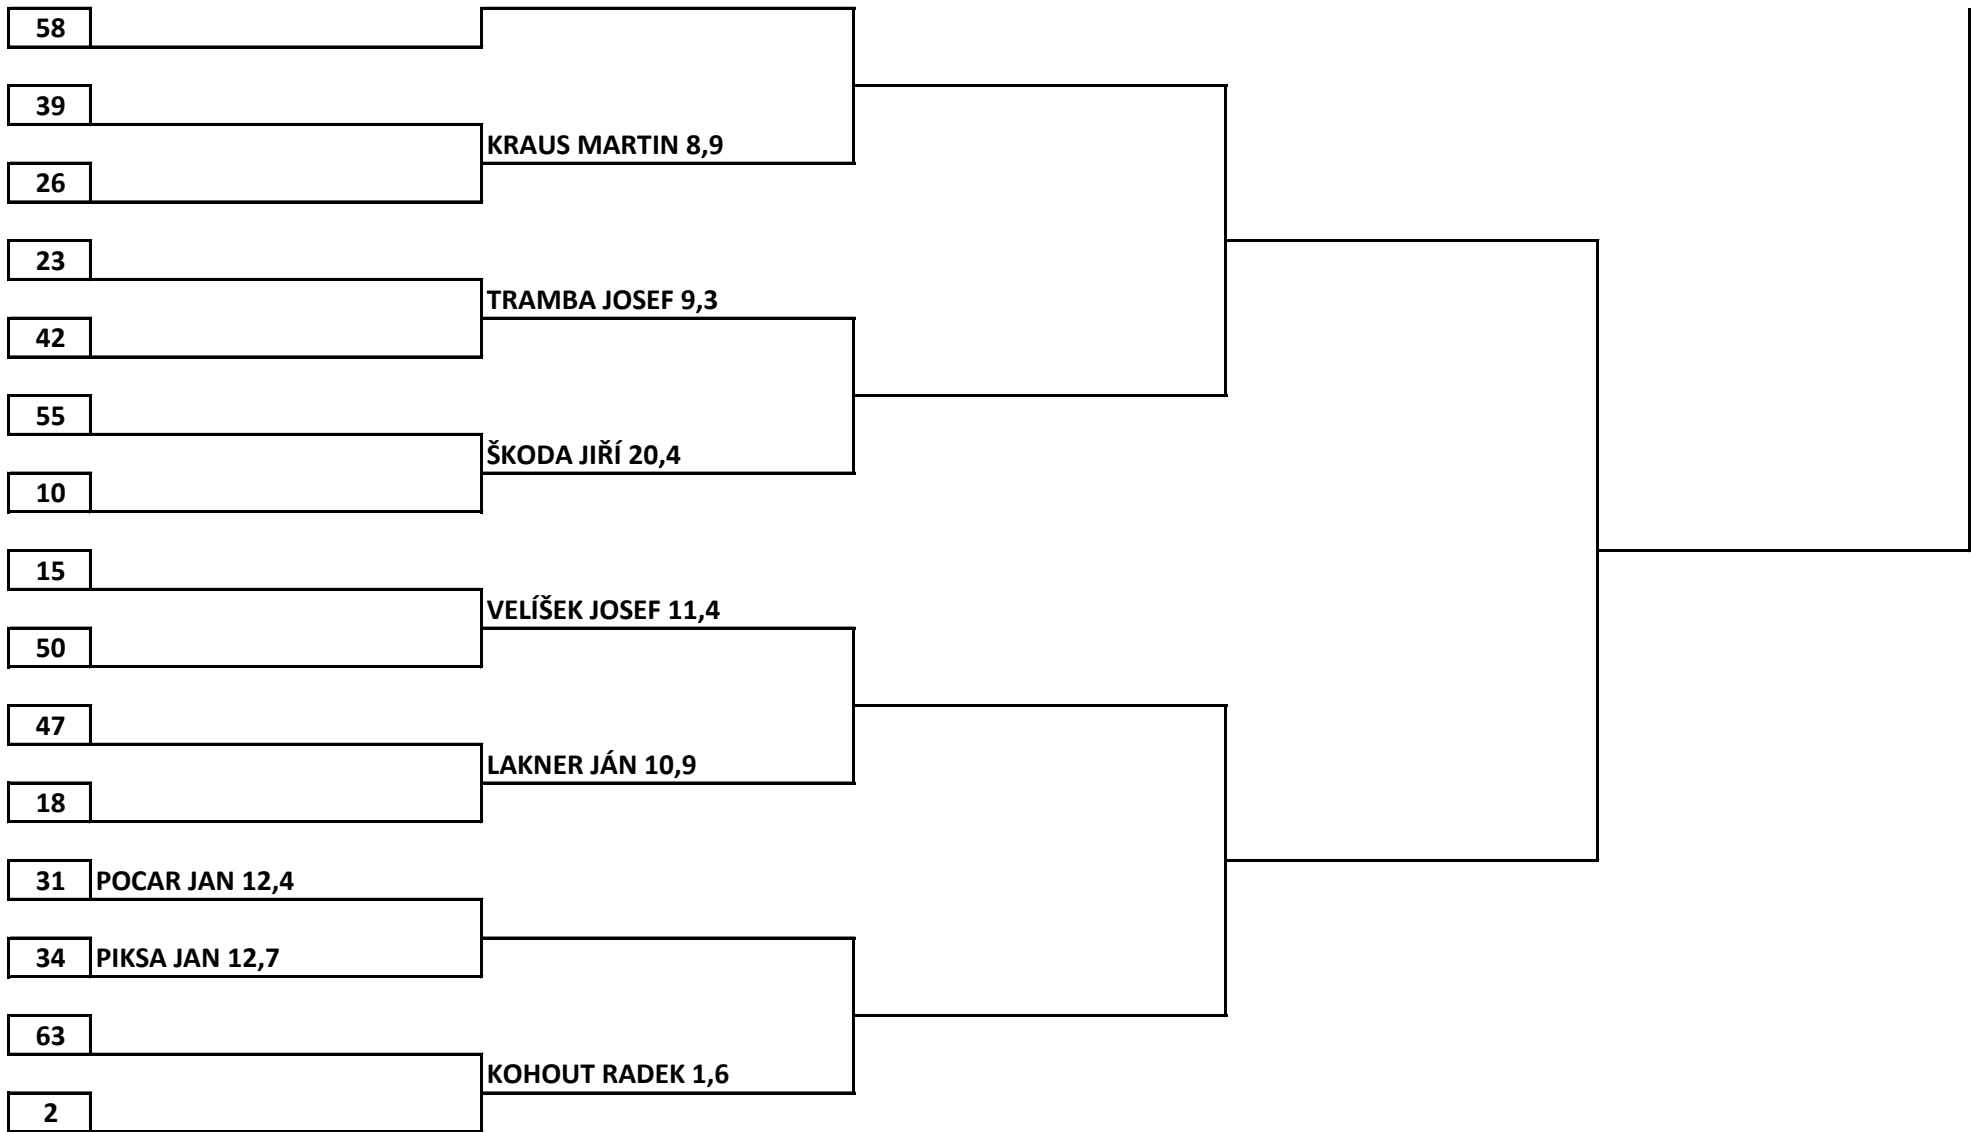 58
39
KRAUS MARTIN 8,9
26
23
TRAMBA JOSEF 9,3
42
55
ŠKODA JIŘÍ 20,4
10
15
VELÍŠEK JOSEF 11,4
50
47
LAKNER JÁN 10,9
18
31 POCAR JAN 12,4
34 PIKSA JAN 12,7
63
KOHOUT RADEK 1,6
2